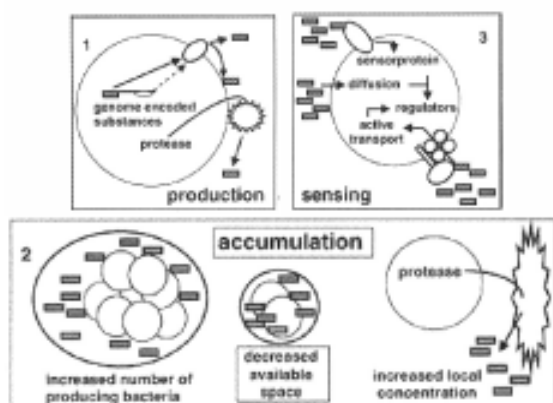 1
genome encoded
substances
protease
production
3
sensorprotein
diffusion
regulators
active
transport
sensing
2
accumulation
increased number of
producing bacteria
decreased
available
space
protease
increased local
concentration